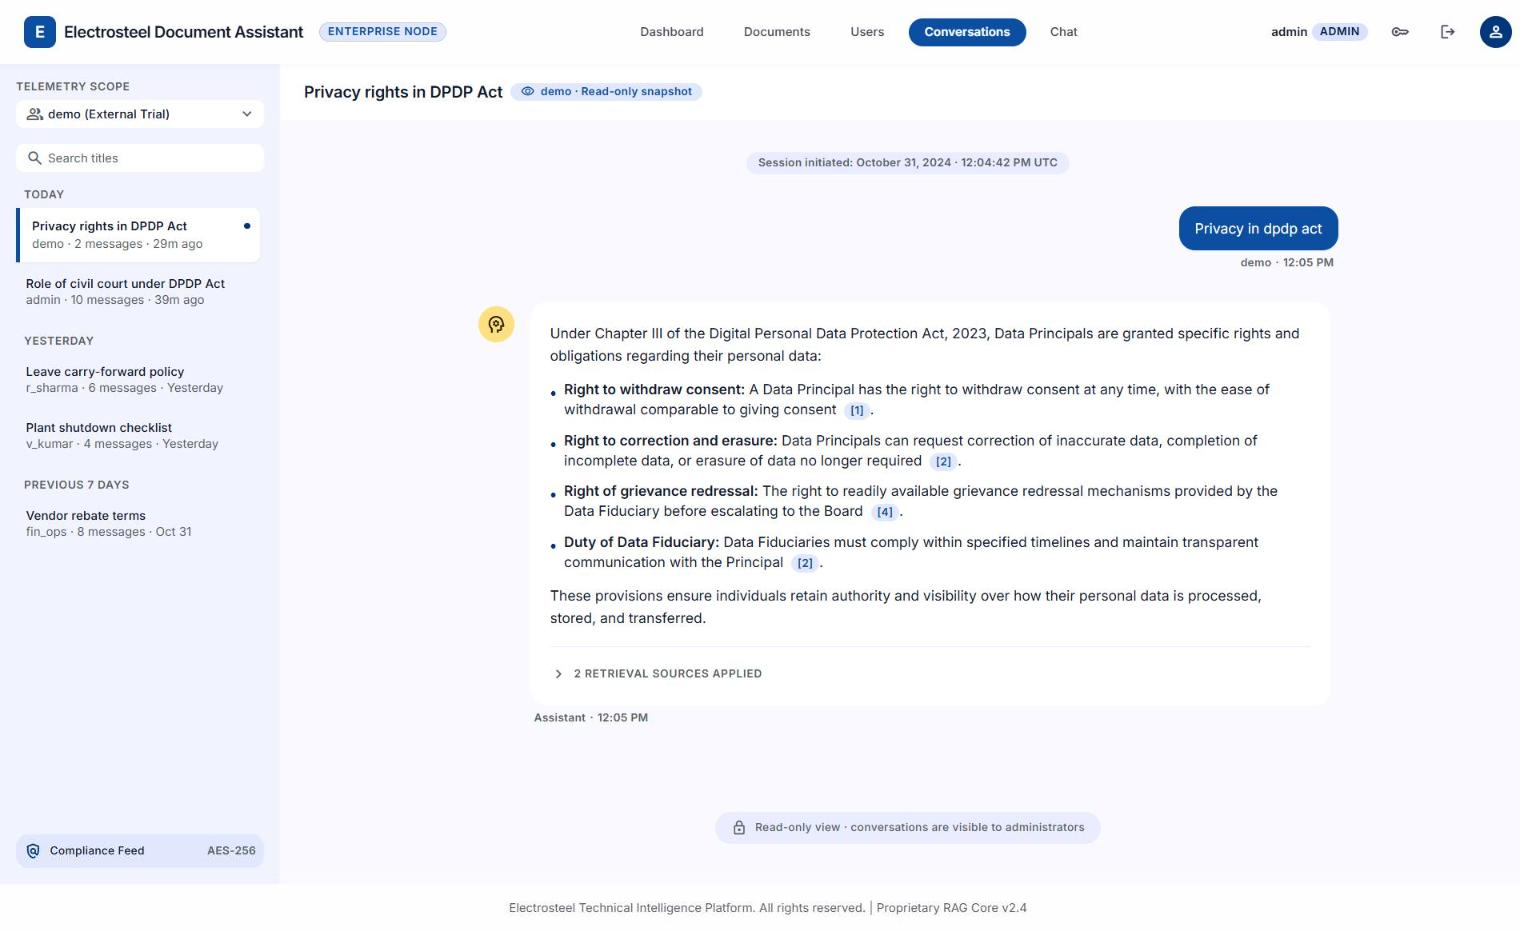 E Electrosteel Document Assistant ENTERPRISE NODE Dashboard Documents Users Conversations Chat admin ADMIN
TELEMETRY SCOPE
demo (External Trial)
Search titles
TODAY
Privacy rights in DPDP Act
demo · 2 messages · 29m ago
Role of civil court under DPDP Act
admin · 10 messages · 39m ago
YESTERDAY
Leave carry-forward policy
r_sharma · 6 messages · Yesterday
Plant shutdown checklist
v_kumar · 4 messages · Yesterday
PREVIOUS 7 DAYS
Vendor rebate terms
fin_ops · 8 messages · Oct 31
Compliance Feed AES-256
Privacy rights in DPDP Act demo · Read-only snapshot
Session initiated: October 31, 2024 · 12:04:42 PM UTC
Privacy in dpdp act
demo · 12:05 PM
Under Chapter III of the Digital Personal Data Protection Act, 2023, Data Principals are granted specific rights and
obligations regarding their personal data:
• Right to withdraw consent: A Data Principal has the right to withdraw consent at any time, with the ease of
withdrawal comparable to giving consent [1].
• Right to correction and erasure: Data Principals can request correction of inaccurate data, completion of
incomplete data, or erasure of data no longer required [2].
• Right of grievance redressal: The right to readily available grievance redressal mechanisms provided by the
Data Fiduciary before escalating to the Board [4].
• Duty of Data Fiduciary: Data Fiduciaries must comply within specified timelines and maintain transparent
communication with the Principal [2].
These provisions ensure individuals retain authority and visibility over how their personal data is processed,
stored, and transferred.
2 RETRIEVAL SOURCES APPLIED
Assistant · 12:05 PM
Read-only view · conversations are visible to administrators
Electrosteel Technical Intelligence Platform. All rights reserved. | Proprietary RAG Core v2.4